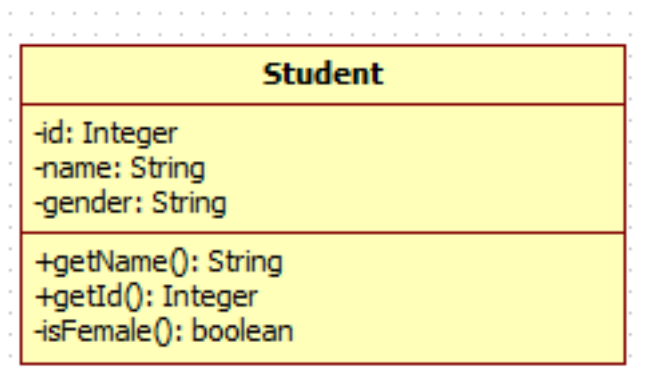 Student
-id: Integer
-name: String
-gender: String
+getName(): String
+getId(): Integer
-isFemale(): boolean